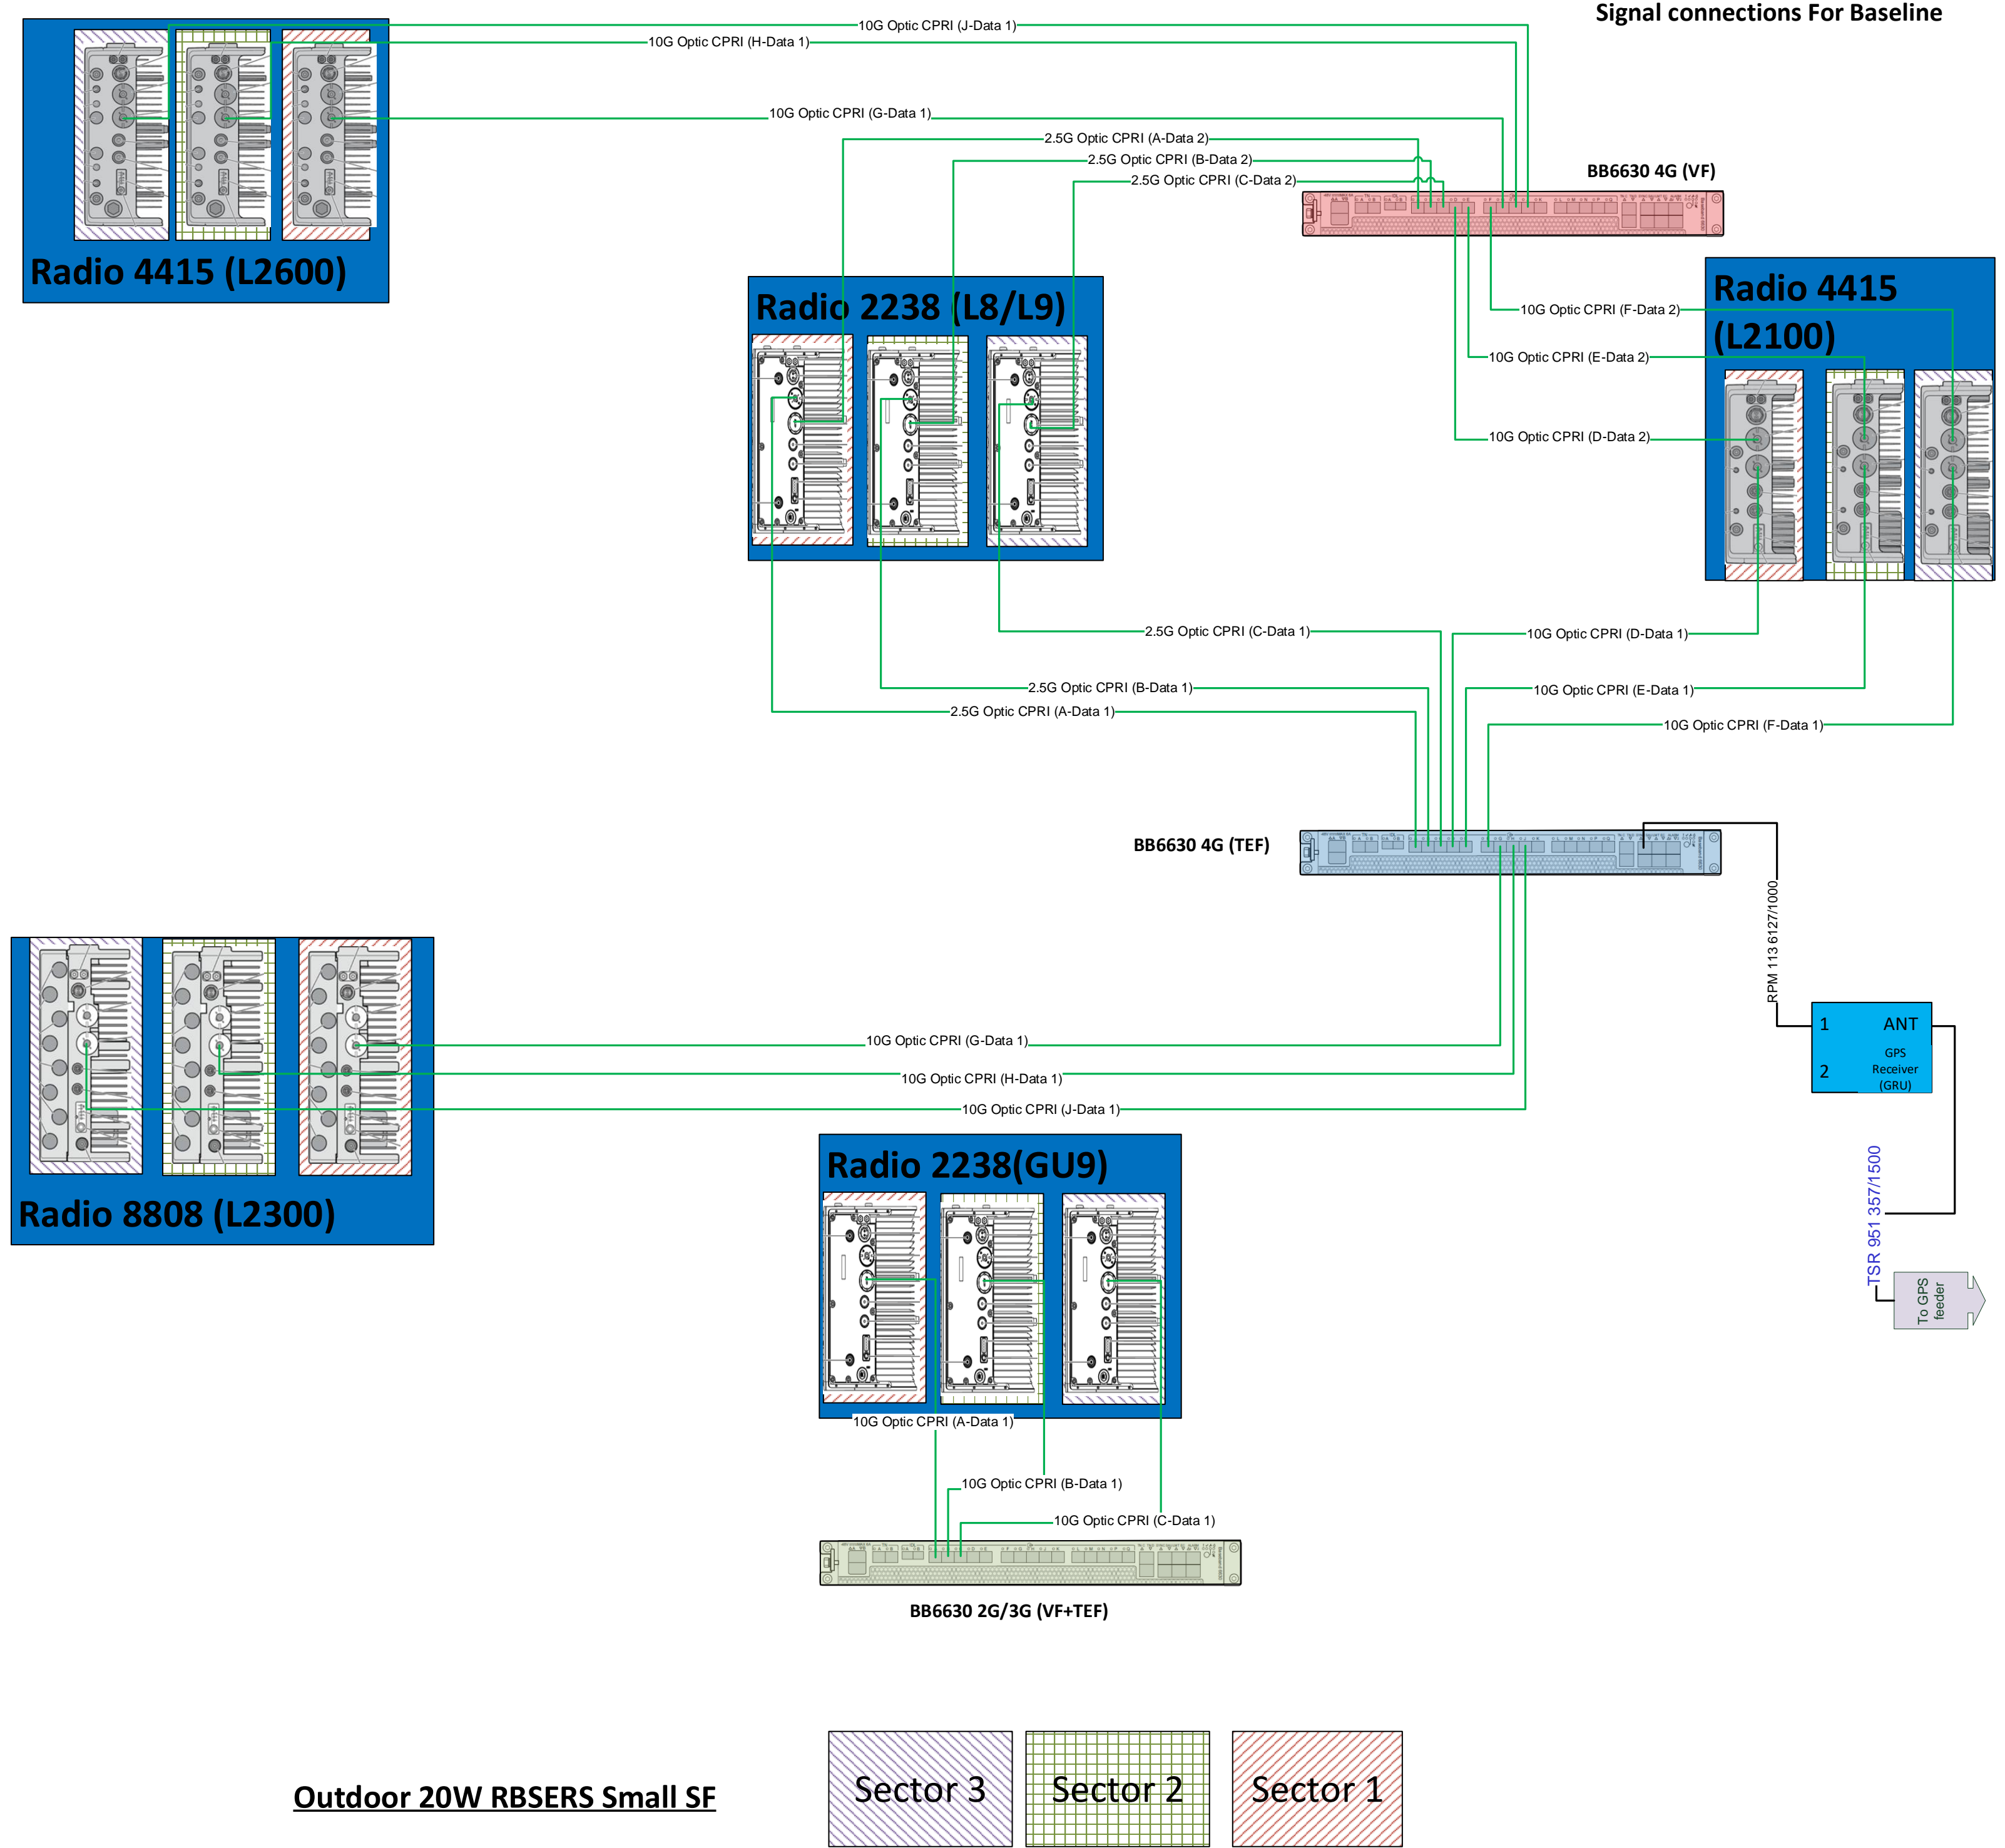 Signal connections For Baseline
10G Optic CPRI (J-Data 1)
10G Optic CPRI (H-Data 1)
10G Optic CPRI (G-Data 1)
2.5G Optic CPRI (A-Data 2)
2.5G Optic CPRI (B-Data 2)
2.5G Optic CPRI (C-Data 2)
BB6630 4G (VF)
Radio 4415 (L2600)
Radio 2238 (L8/L9)
Radio 4415
(L2100)
10G Optic CPRI (F-Data 2)
10G Optic CPRI (E-Data 2)
10G Optic CPRI (D-Data 2)
2.5G Optic CPRI (C-Data 1)
10G Optic CPRI (D-Data 1)
2.5G Optic CPRI (B-Data 1)
10G Optic CPRI (E-Data 1)
2.5G Optic CPRI (A-Data 1)
10G Optic CPRI (F-Data 1)
BB6630 4G (TEF)
RPM 113 6127/1000
1
ANT
GPS
Receiver
(GRU)
2
10G Optic CPRI (G-Data 1)
10G Optic CPRI (H-Data 1)
10G Optic CPRI (J-Data 1)
Radio 8808 (L2300)
Radio 2238(GU9)
TSR 951 357/1500
To GPS
feeder
10G Optic CPRI (A-Data 1)
10G Optic CPRI (B-Data 1)
10G Optic CPRI (C-Data 1)
BB6630 2G/3G (VF+TEF)
Outdoor 20W RBSERS Small SF
Sector 3
Sector 2
Sector 1